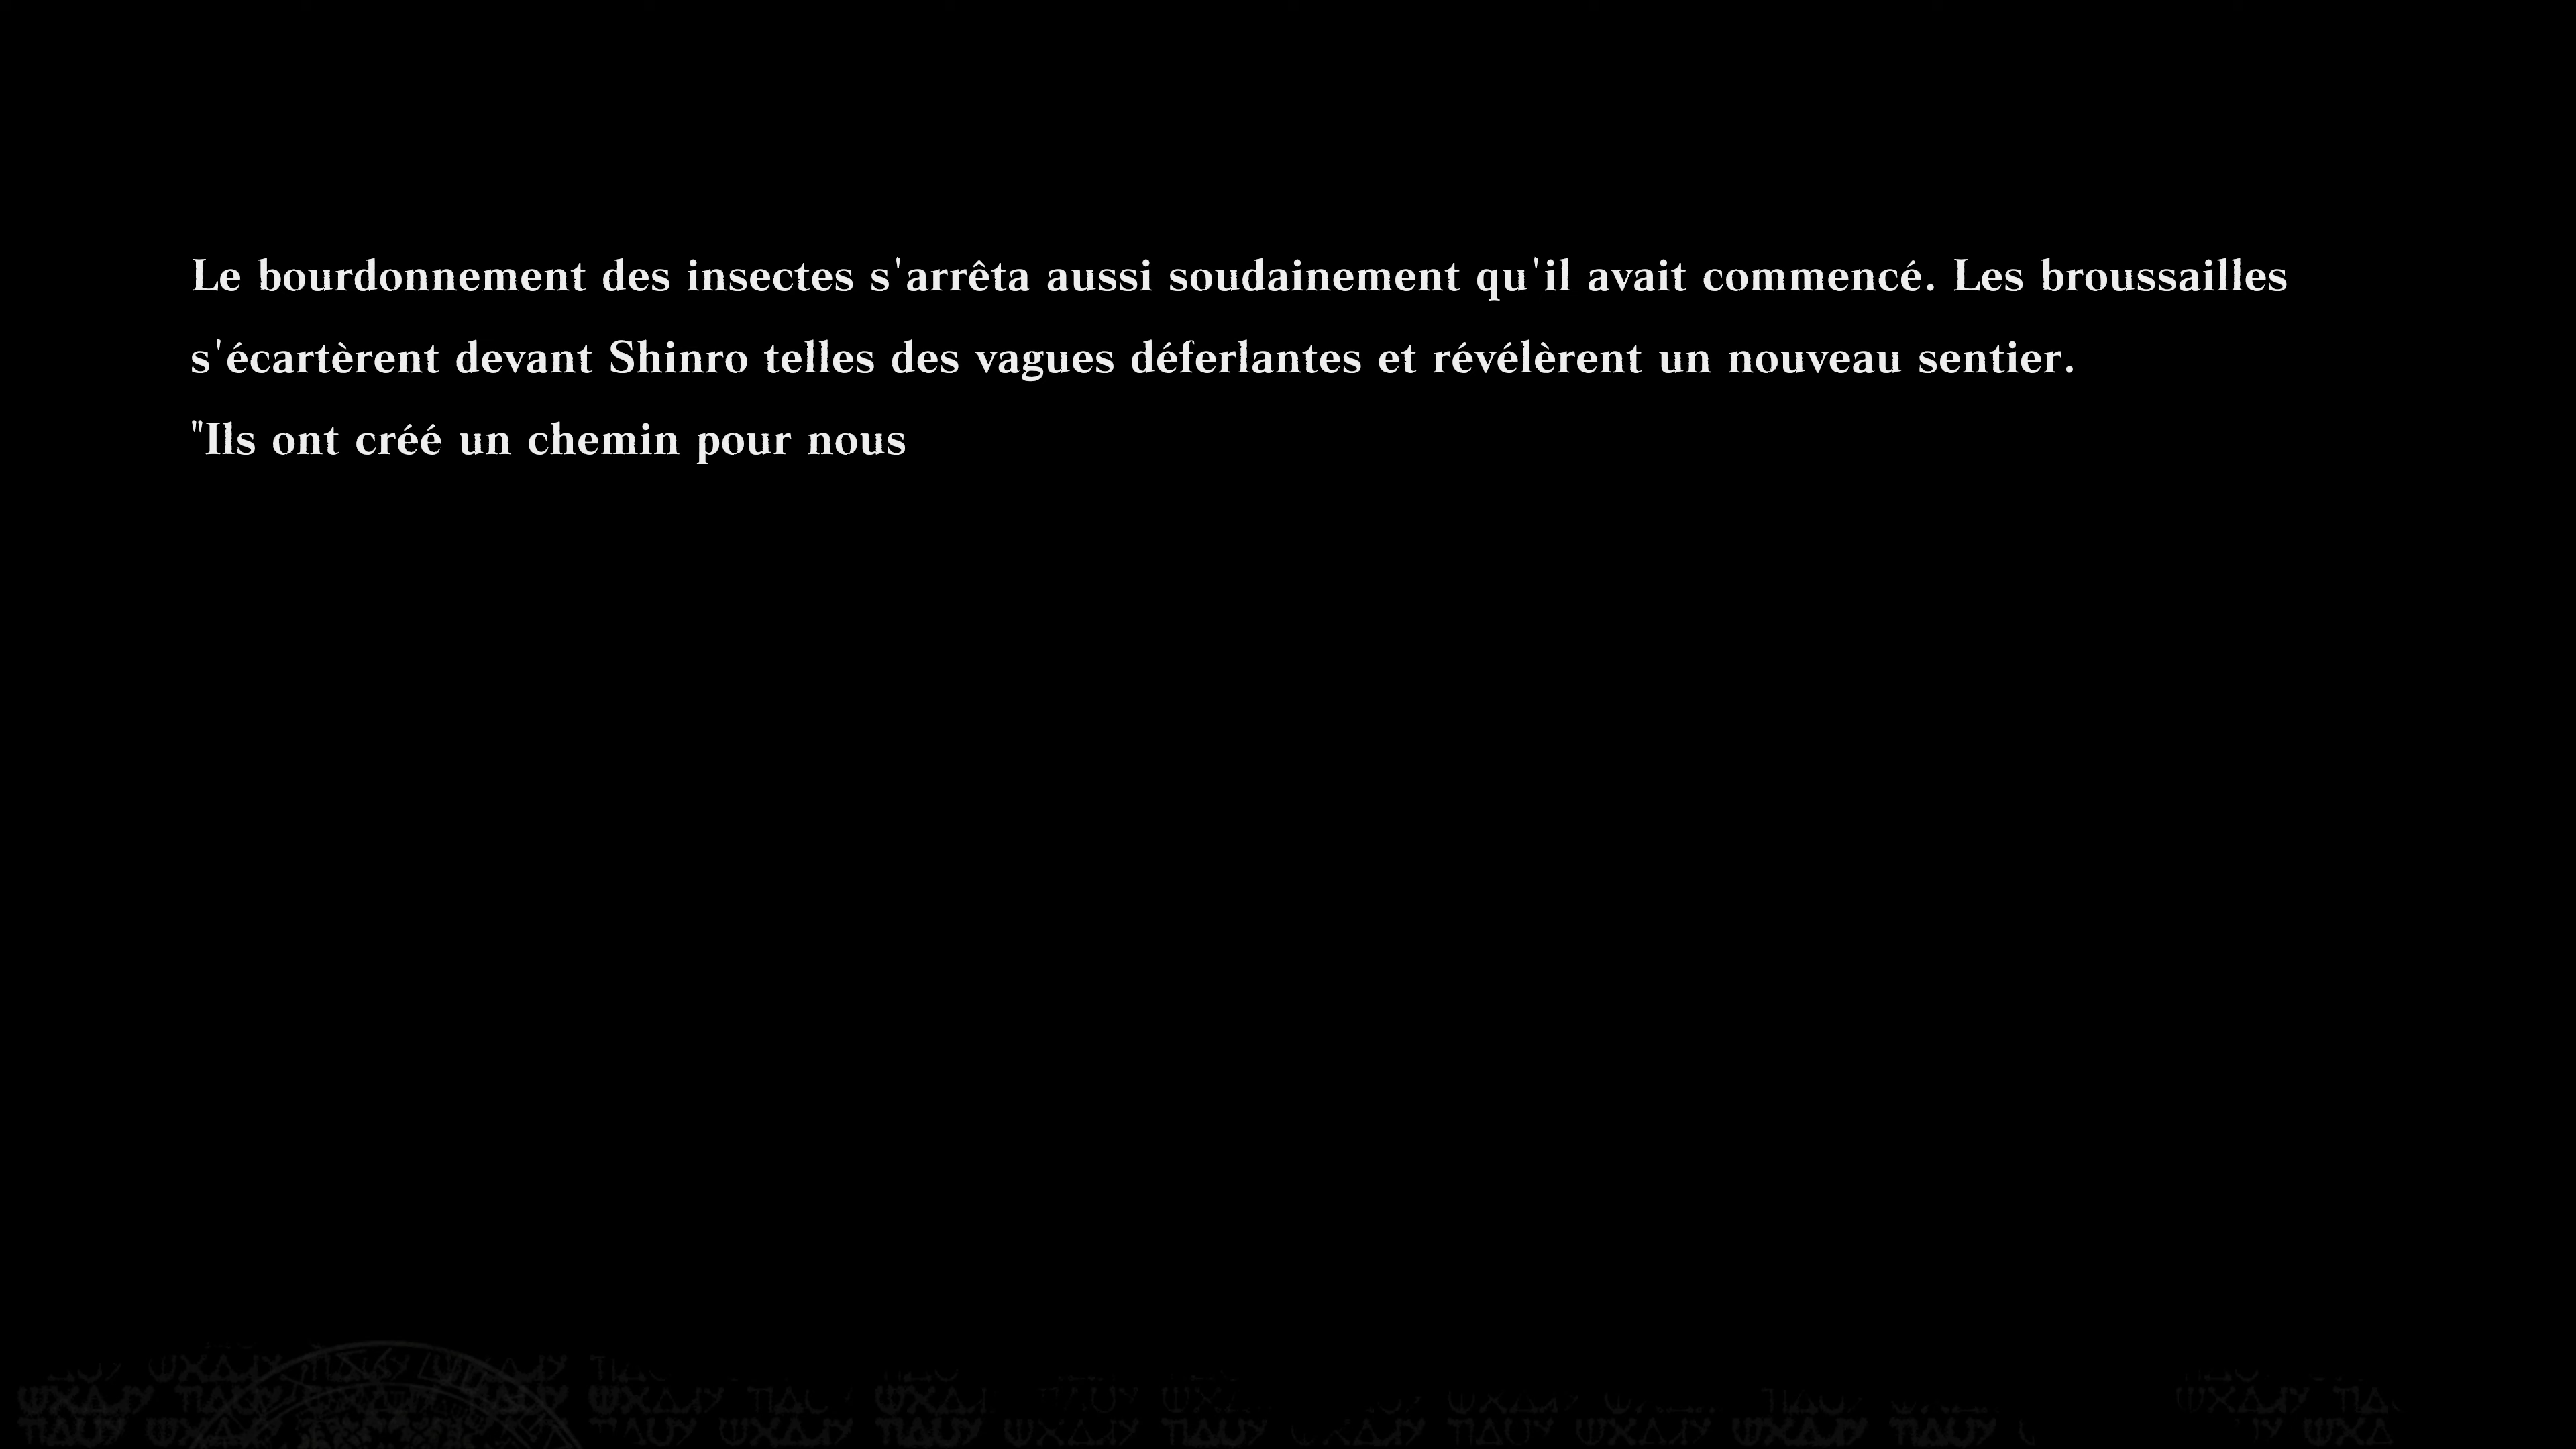 Le bourdonnement des insectes s'arrêta aussi soudainement qu'il avait commencé. Les broussailles
s'écartèrent devant Shinro telles des vagues déferlantes et révélèrent un nouveau sentier.
"Ils ont créé un chemin pour nous